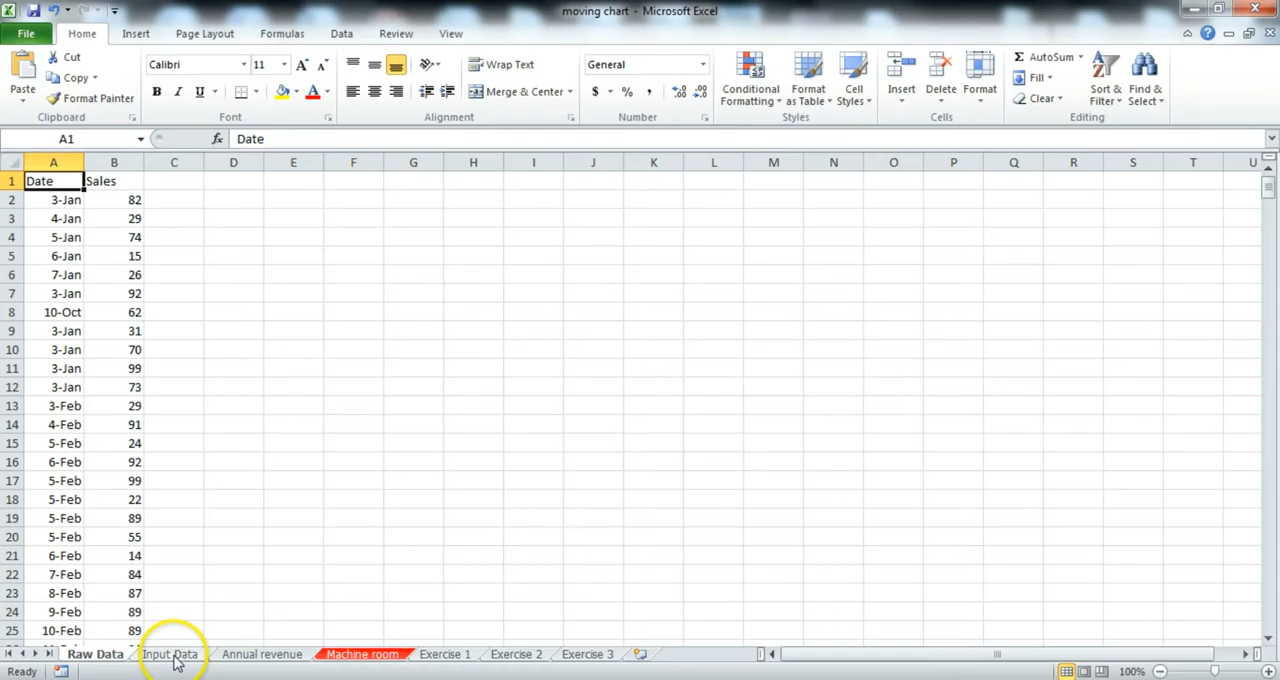 moving chart - Microsoft Excel
File Home Insert Page Layout Formulas Data Review View
Cut
Copy
Format Painter
Paste
Clipboard
Calibri 11
B I U
Font
Wrap Text
Merge & Center
Alignment
General
$ % ,
Number
Conditional Formatting
Format as Table
Cell Styles
Styles
Insert Delete Format
Cells
AutoSum
Fill
Clear
Sort & Filter
Find & Select
Editing
A1 fx Date
A B C D E F G H I J K L M N O P Q R S T U
1 Date Sales
2 3-Jan 82
3 4-Jan 29
4 5-Jan 74
5 6-Jan 15
6 7-Jan 26
7 3-Jan 92
8 10-Oct 62
9 3-Jan 31
10 3-Jan 70
11 3-Jan 99
12 3-Jan 73
13 3-Feb 29
14 4-Feb 91
15 5-Feb 24
16 6-Feb 92
17 5-Feb 99
18 5-Feb 22
19 5-Feb 89
20 5-Feb 55
21 6-Feb 14
22 7-Feb 84
23 8-Feb 87
24 9-Feb 89
25 10-Feb 89
Raw Data Input Data Annual revenue Machine room Exercise 1 Exercise 2 Exercise 3
Ready 100%